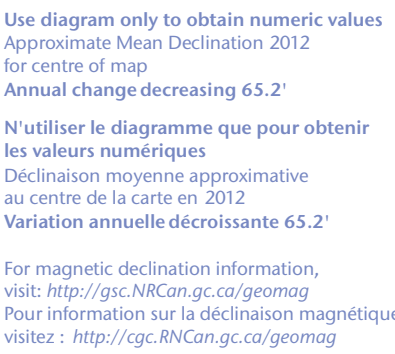 Use diagram only to obtain numeric values
Approximate Mean Declination 2012
for centre of map
Annual change decreasing 65.2'
N'utiliser le diagramme que pour obtenir
les valeurs numériques
Déclinaison moyenne approximative
au centre de la carte en 2012
Variation annuelle décroissante 65.2'
For magnetic declination information,
visit: http://gsc.NRCan.gc.ca/geomag
Pour information sur la déclinaison magnétique
visitez : http://cgc.RNCan.gc.ca/geomag